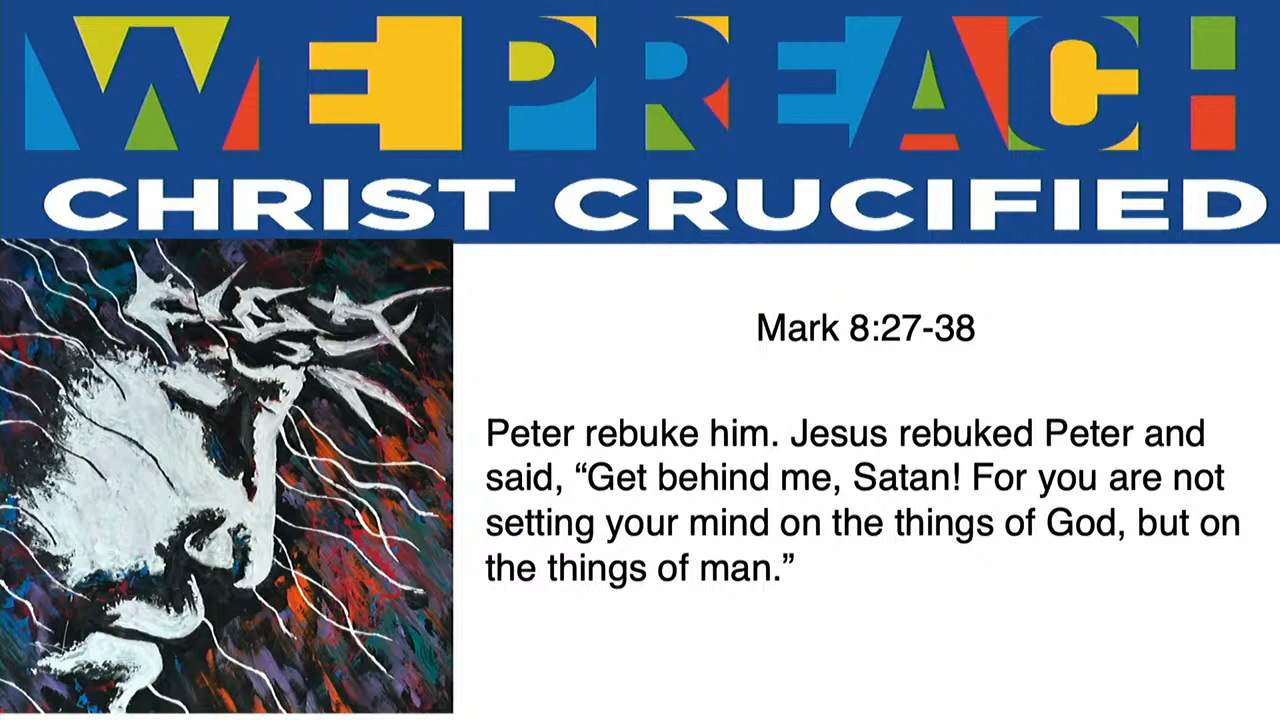 WE PREACH
CHRIST CRUCIFIED
Mark 8:27-38
Peter rebuke him. Jesus rebuked Peter and
said, “Get behind me, Satan! For you are not
setting your mind on the things of God, but on
the things of man.”